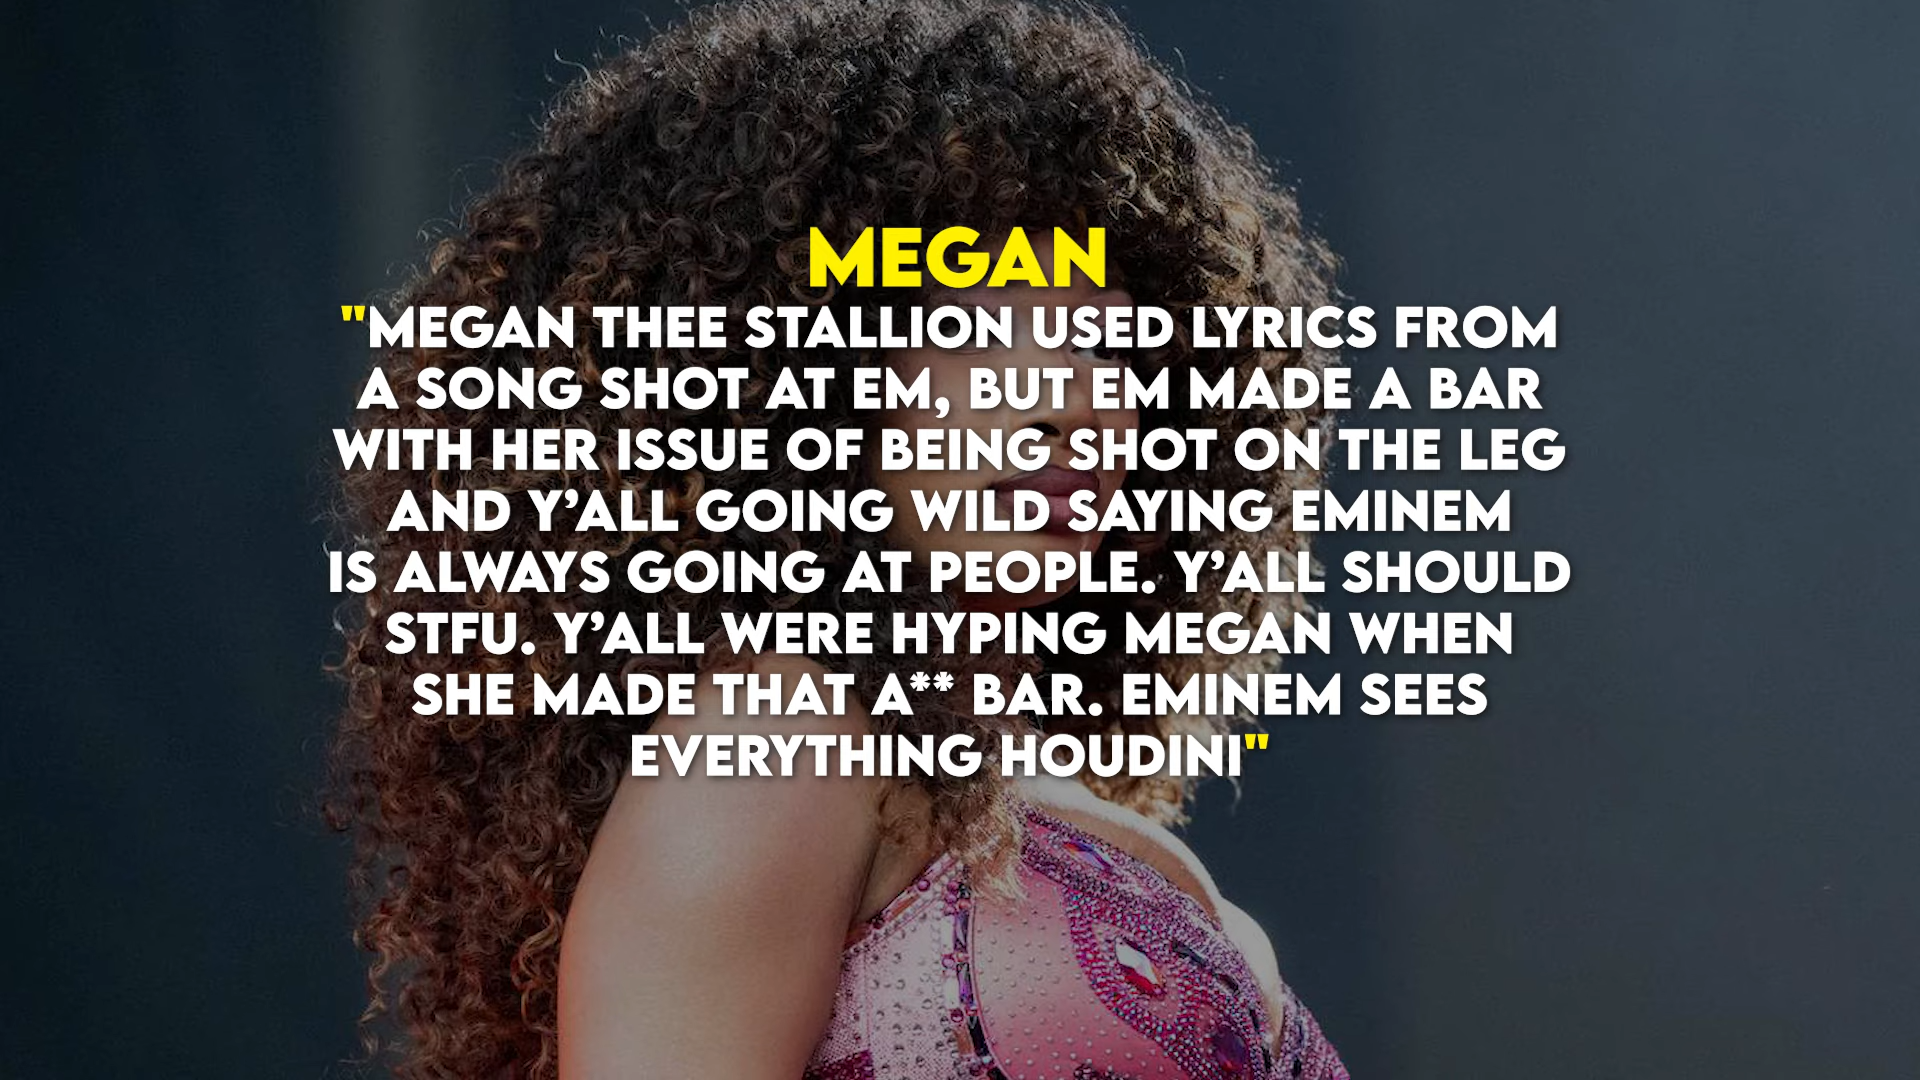 MEGAN
"MEGAN THEE STALLION USED LYRICS FROM
A SONG SHOT AT EM, BUT EM MADE A BAR
WITH HER ISSUE OF BEING SHOT ON THE LEG
AND Y’ALL GOING WILD SAYING EMINEM
IS ALWAYS GOING AT PEOPLE. Y’ALL SHOULD
STFU. Y’ALL WERE HYPING MEGAN WHEN
SHE MADE THAT A** BAR. EMINEM SEES
EVERYTHING HOUDINI"